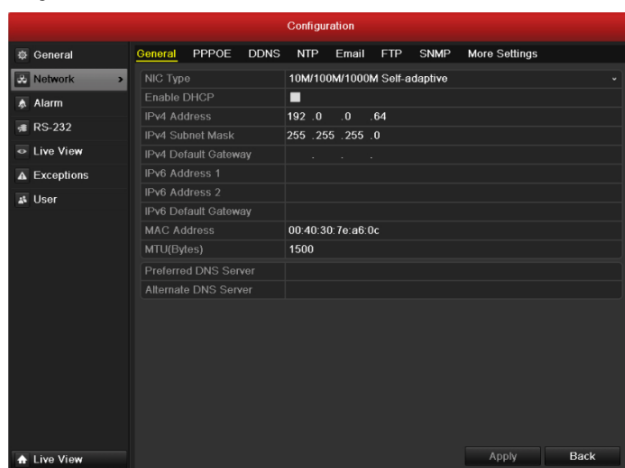 Configuration
General
Network >
Alarm
RS-232
Live View
Exceptions
User
Live View
General PPPOE DDNS NTP Email FTP SNMP More Settings
NIC Type 10M/100M/1000M Self-adaptive
Enable DHCP
IPv4 Address 192 .0 .0 .64
IPv4 Subnet Mask 255 .255 .255 .0
IPv4 Default Gateway . . .
IPv6 Address 1
IPv6 Address 2
IPv6 Default Gateway
MAC Address 00:40:30:7e:a6:0c
MTU(Bytes) 1500
Preferred DNS Server
Alternate DNS Server
Apply Back